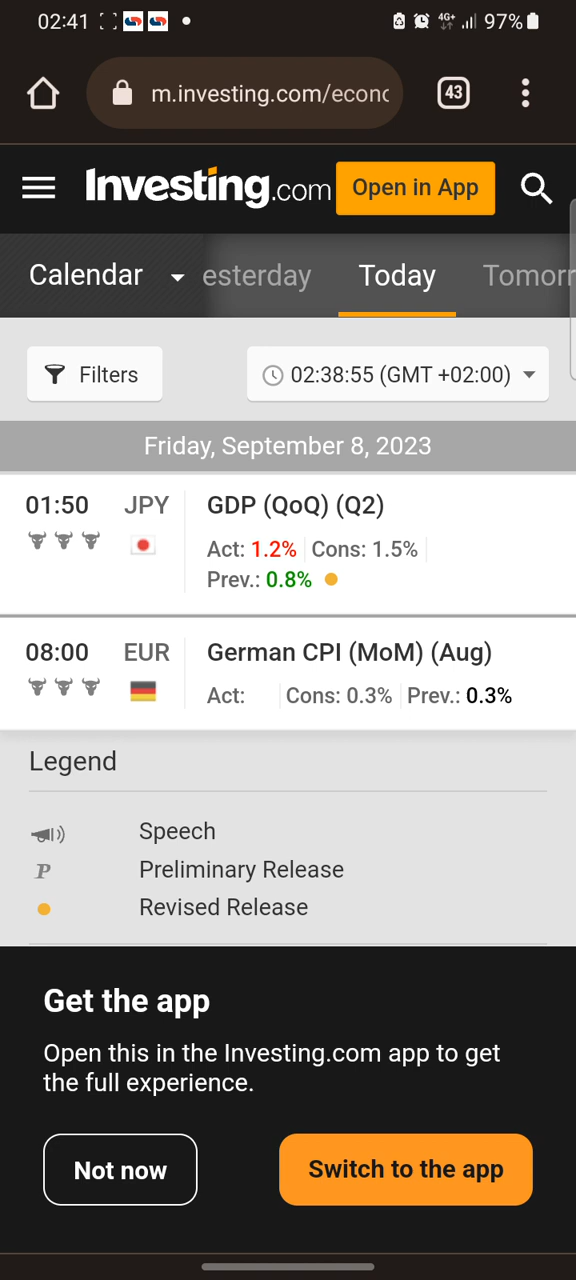 02:41 4G+ 97%
m.investing.com/econc 43
Investing.com Open in App
Calendar esterday Today Tomorr
Filters 02:38:55 (GMT +02:00)
Friday, September 8, 2023
01:50 JPY GDP (QoQ) (Q2)
Act: 1.2% Cons: 1.5%
Prev.: 0.8%
08:00 EUR German CPI (MoM) (Aug)
Act: Cons: 0.3% Prev.: 0.3%
Legend
Speech
P Preliminary Release
Revised Release
Get the app
Open this in the Investing.com app to get
the full experience.
Not now Switch to the app